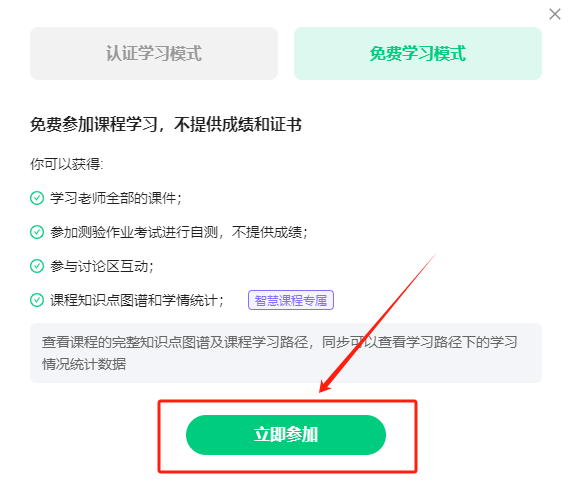 认证学习模式
免费学习模式
免费参加课程学习，不提供成绩和证书
你可以获得:
学习老师全部的课件；
参加测验作业考试进行自测，不提供成绩；
参与讨论区互动；
课程知识点图谱和学情统计； 智慧课程专属
查看课程的完整知识点图谱及课程学习路径，同步可以查看学习路径下的学习
情况统计数据
立即参加